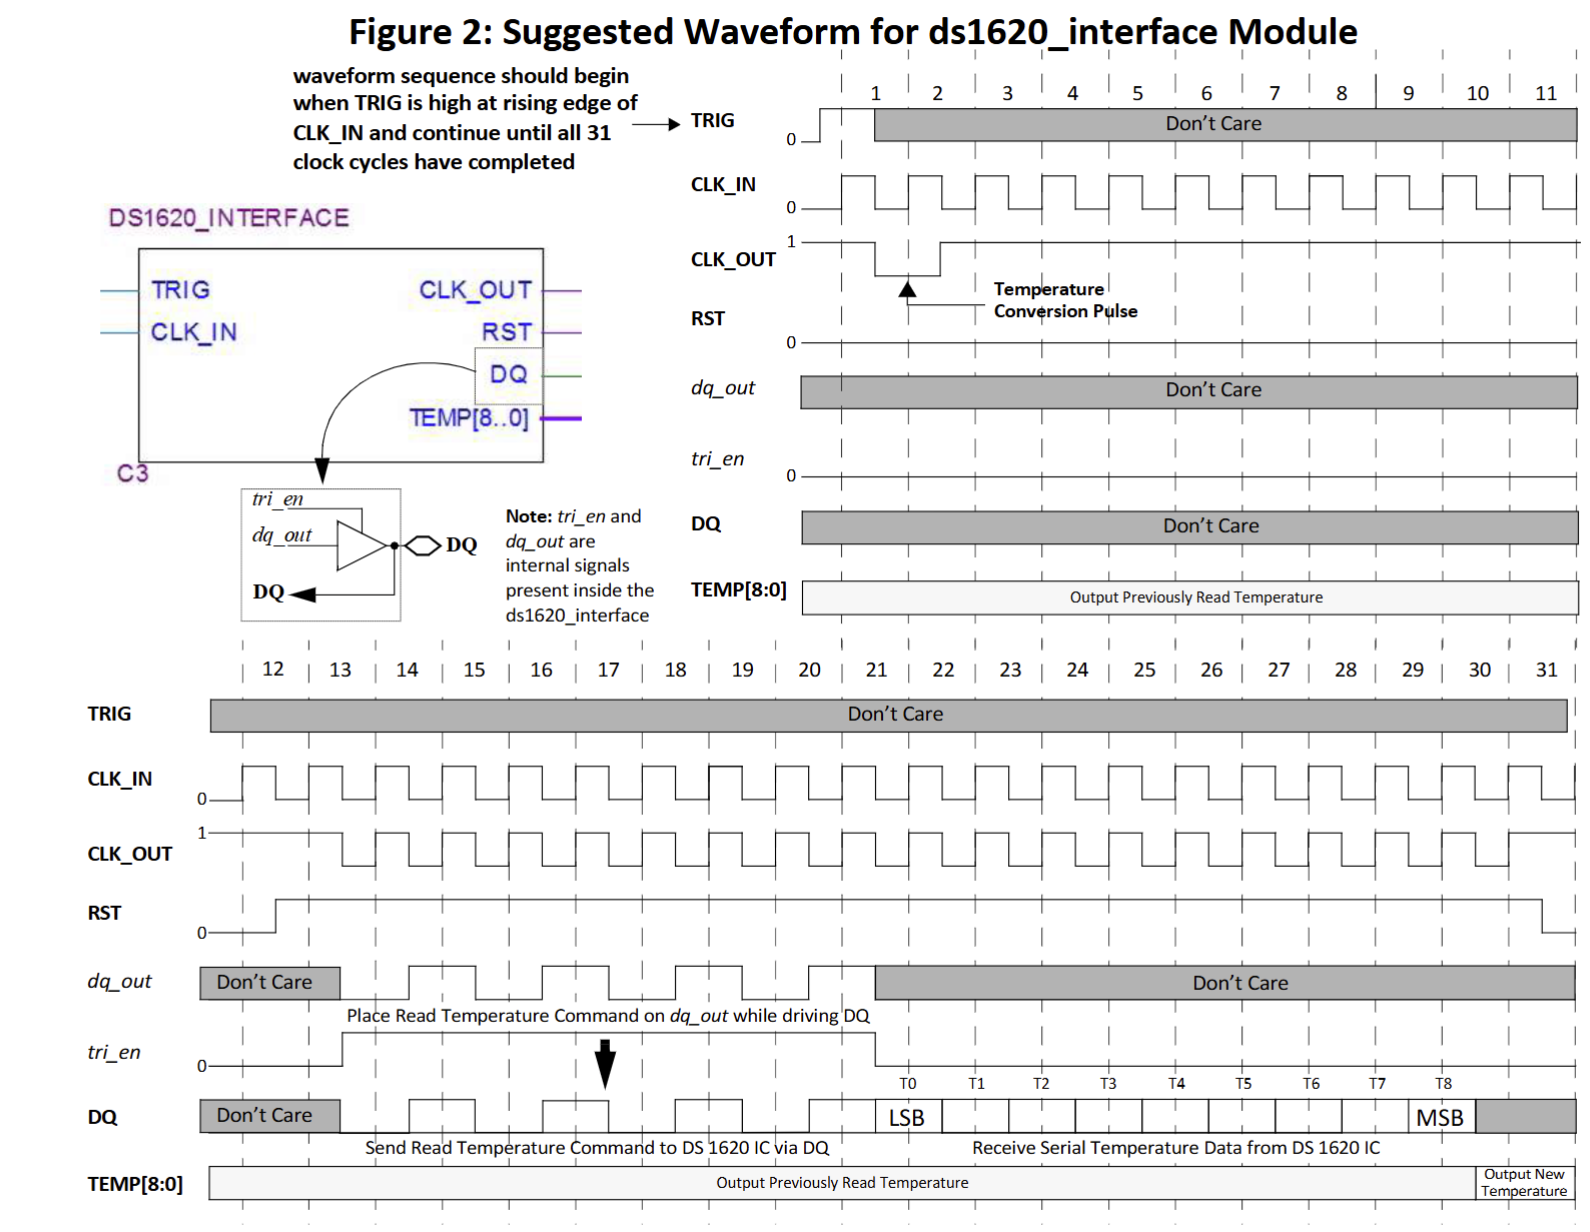 Figure 2: Suggested Waveform for ds1620_interface Module
waveform sequence should begin
when TRIG is high at rising edge of
CLK_IN and continue until all 31
clock cycles have completed
1 2 3 4 5 6 7 8 9 10 11
TRIG
0
Don't Care
CLK_IN
0
CLK_OUT
1
Temperature
Conversion Pulse
RST
0
dq_out
Don't Care
tri_en
0
DQ
Don't Care
TEMP[8:0]
Output Previously Read Temperature
DS1620_INTERFACE
TRIG
CLK_OUT
CLK_IN
RST
DQ
TEMP[8..0]
C3
tri_en
dq_out
DQ
DQ
Note: tri_en and
dq_out are
internal signals
present inside the
ds1620_interface
12 13 14 15 16 17 18 19 20 21 22 23 24 25 26 27 28 29 30 31
TRIG
Don't Care
CLK_IN
0
CLK_OUT
1
RST
0
dq_out
Don't Care
Don't Care
Place Read Temperature Command on dq_out while driving DQ
tri_en
0
T0 T1 T2 T3 T4 T5 T6 T7 T8
DQ
Don't Care
LSB
MSB
Send Read Temperature Command to DS 1620 IC via DQ
Receive Serial Temperature Data from DS 1620 IC
TEMP[8:0]
Output Previously Read Temperature
Output New
Temperature